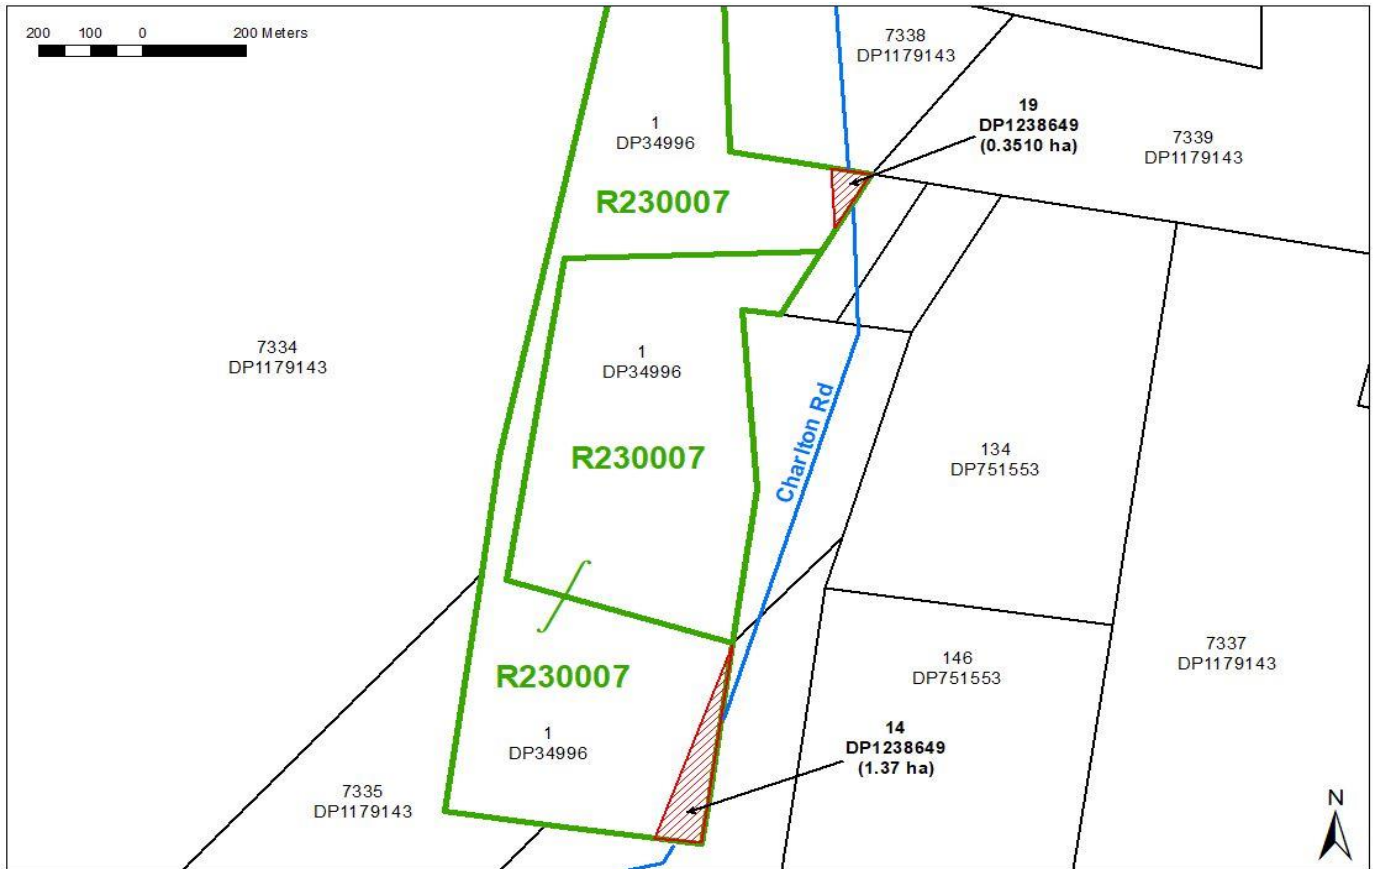 200 100 0 200 Meters
7338
DP1179143
19
DP1238649
(0.3510 ha)
7339
DP1179143
1
DP34996
R230007
7334
DP1179143
1
DP34996
R230007
Charlton Rd
134
DP751553
R230007
1
DP34996
146
DP751553
7337
DP1179143
14
DP1238649
(1.37 ha)
7335
DP1179143
N